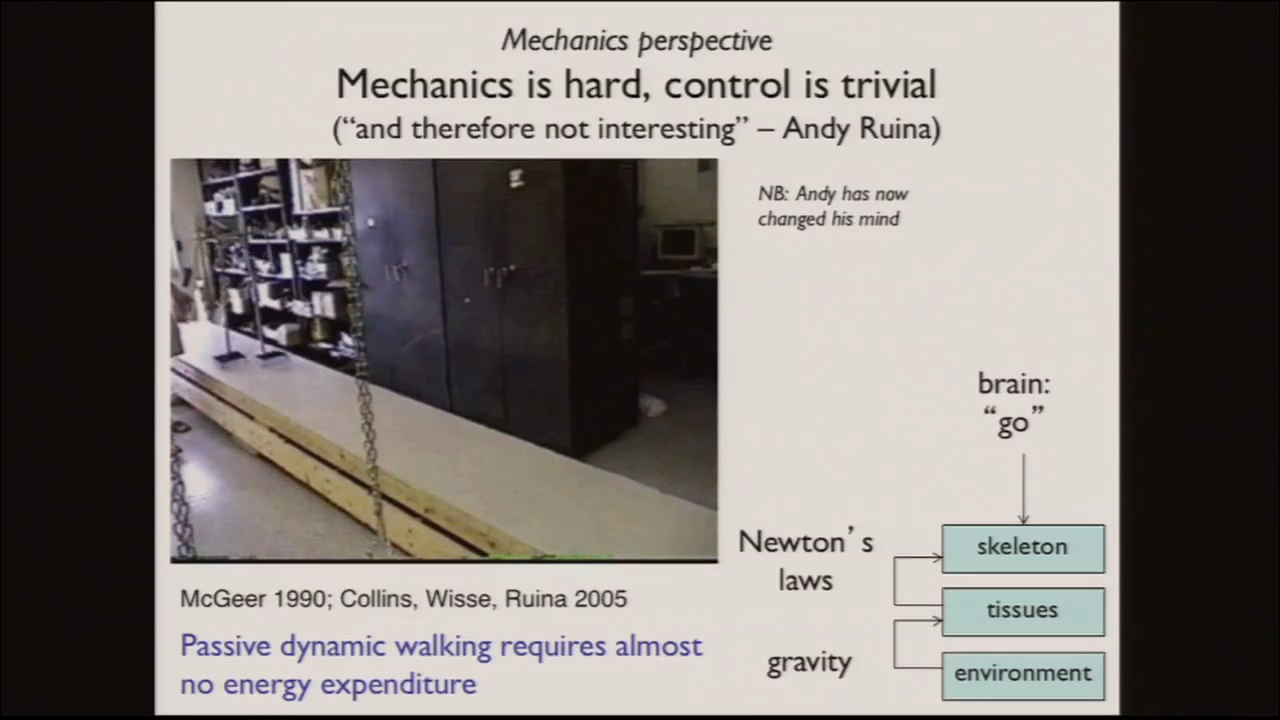 Mechanics perspective
Mechanics is hard, control is trivial
(“and therefore not interesting” – Andy Ruina)
NB: Andy has now
changed his mind
brain:
“go”
Newton’s
laws
skeleton
tissues
gravity
environment
McGeer 1990; Collins, Wisse, Ruina 2005
Passive dynamic walking requires almost
no energy expenditure